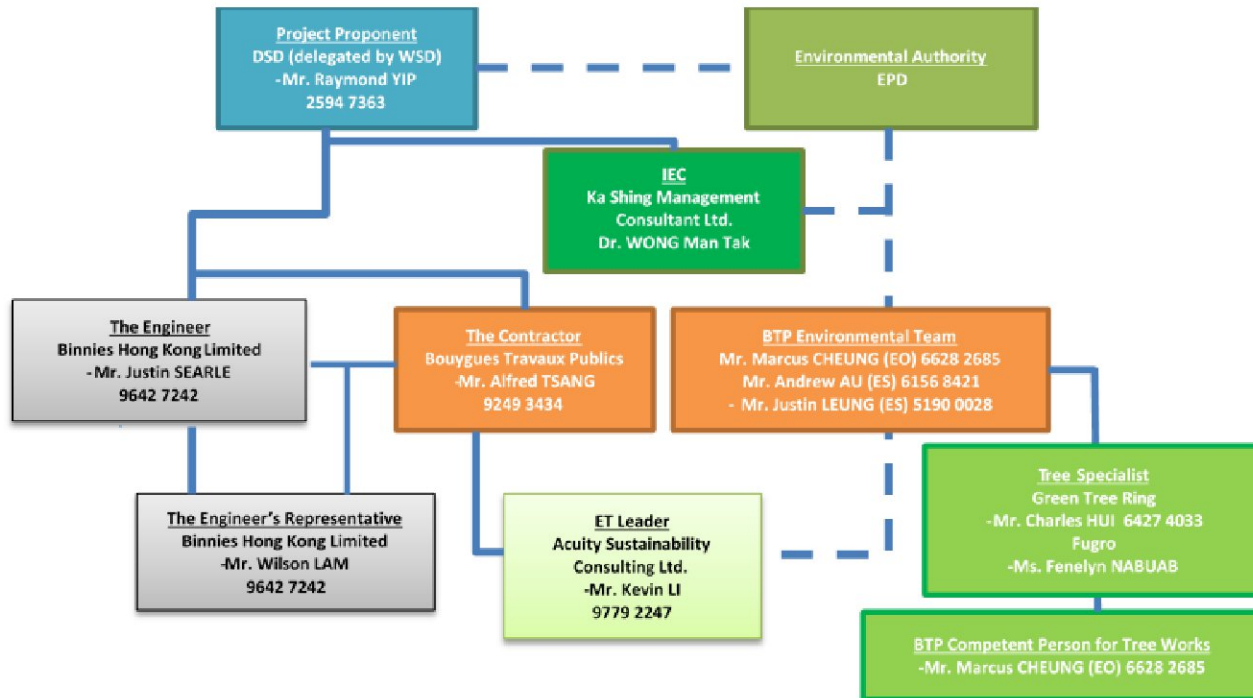 Project Proponent
DSD (delegated by WSD)
-Mr. Raymond YIP
2594 7363
Environmental Authority
EPD
IEC
Ka Shing Management
Consultant Ltd.
Dr. WONG Man Tak
The Engineer
Binnies Hong Kong Limited
-Mr. Justin SEARLE
9642 7242
The Contractor
Bouygues Travaux Publics
-Mr. Alfred TSANG
9249 3434
BTP Environmental Team
Mr. Marcus CHEUNG (EO) 6628 2685
Mr. Andrew AU (ES) 6156 8421
- Mr. Justin LEUNG (ES) 5190 0028
The Engineer's Representative
Binnies Hong Kong Limited
-Mr. Wilson LAM
9642 7242
ET Leader
Acuity Sustainability
Consulting Ltd.
-Mr. Kevin LI
9779 2247
Tree Specialist
Green Tree Ring
-Mr. Charles HUI 6427 4033
Fugro
-Ms. Fenelyn NABUAB
BTP Competent Person for Tree Works
-Mr. Marcus CHEUNG (EO) 6628 2685